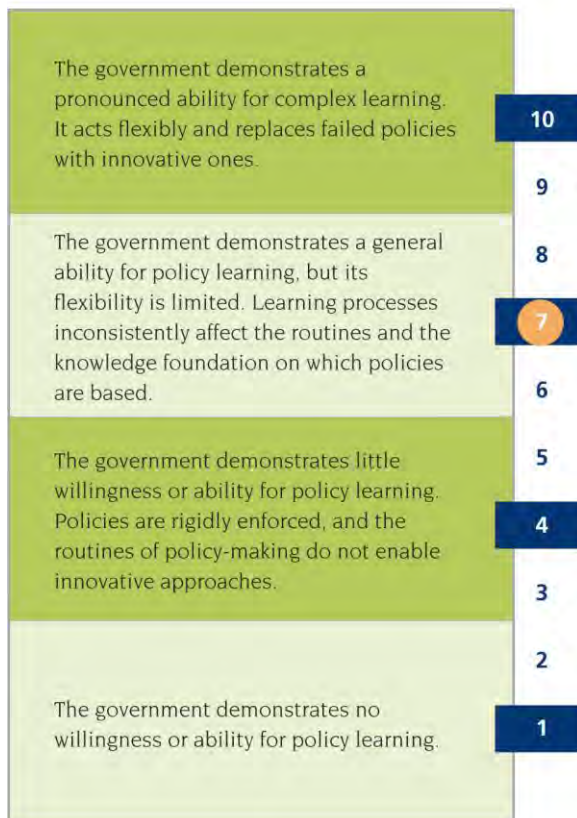 The government demonstrates a
pronounced ability for complex learning.
It acts flexibly and replaces failed policies
with innovative ones.
10
9
The government demonstrates a general
ability for policy learning, but its
flexibility is limited. Learning processes
inconsistently affect the routines and the
knowledge foundation on which policies
are based.
8
7
6
The government demonstrates little
willingness or ability for policy learning.
Policies are rigidly enforced, and the
routines of policy-making do not enable
innovative approaches.
5
4
3
The government demonstrates no
willingness or ability for policy learning.
2
1